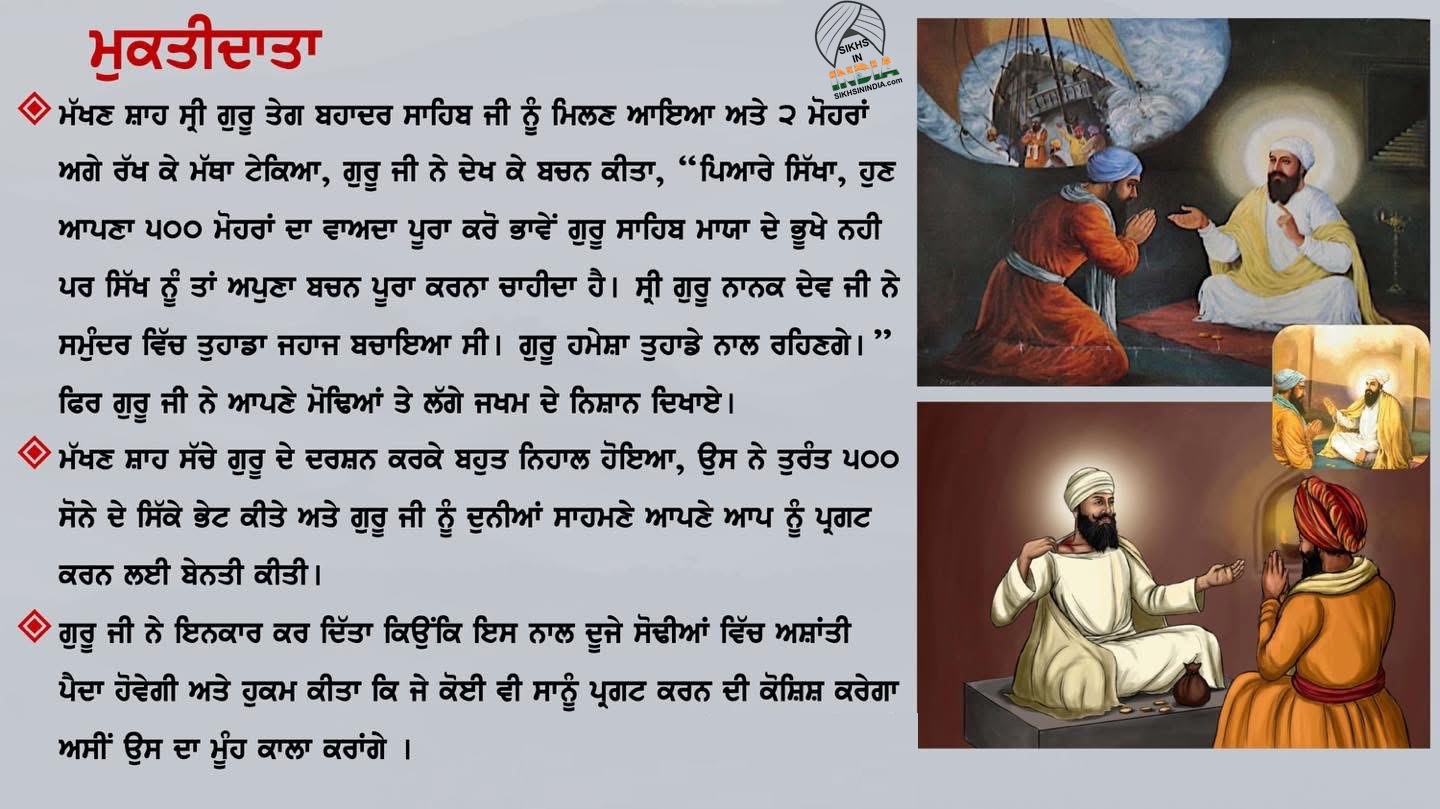 ਮੁਕਤੀਦਾਤਾ
SIKHS
IN
INDIA
SIKHSININDIA.com
ਮੱਖਣ ਸ਼ਾਹ ਸ੍ਰੀ ਗੁਰੂ ਤੇਗ ਬਹਾਦਰ ਸਾਹਿਬ ਜੀ ਨੂੰ ਮਿਲਣ ਆਇਆ ਅਤੇ ੨ ਮੋਹਰਾਂ
ਅਗੇ ਰੱਖ ਕੇ ਮੱਥਾ ਟੇਕਿਆ, ਗੁਰੂ ਜੀ ਨੇ ਦੇਖ ਕੇ ਬਚਨ ਕੀਤਾ, “ਪਿਆਰੇ ਸਿੱਖਾ, ਹੁਣ
ਆਪਣਾ ੫੦੦ ਮੋਹਰਾਂ ਦਾ ਵਾਅਦਾ ਪੂਰਾ ਕਰੋ ਭਾਵੇਂ ਗੁਰੂ ਸਾਹਿਬ ਮਾਯਾ ਦੇ ਭੂਖੇ ਨਹੀ
ਪਰ ਸਿੱਖ ਨੂੰ ਤਾਂ ਅਪੁਣਾ ਬਚਨ ਪੂਰਾ ਕਰਨਾ ਚਾਹੀਦਾ ਹੈ। ਸ੍ਰੀ ਗੁਰੂ ਨਾਨਕ ਦੇਵ ਜੀ ਨੇ
ਸਮੁੰਦਰ ਵਿੱਚ ਤੁਹਾਡਾ ਜਹਾਜ ਬਚਾਇਆ ਸੀ। ਗੁਰੂ ਹਮੇਸ਼ਾ ਤੁਹਾਡੇ ਨਾਲ ਰਹਿਣਗੇ।”
ਫਿਰ ਗੁਰੂ ਜੀ ਨੇ ਆਪਣੇ ਮੋਢਿਆਂ ਤੇ ਲੱਗੇ ਜਖਮ ਦੇ ਨਿਸ਼ਾਨ ਦਿਖਾਏ।
ਮੱਖਣ ਸ਼ਾਹ ਸੱਚੇ ਗੁਰੂ ਦੇ ਦਰਸ਼ਨ ਕਰਕੇ ਬਹੁਤ ਨਿਹਾਲ ਹੋਇਆ, ਉਸ ਨੇ ਤੁਰੰਤ ੫੦੦
ਸੋਨੇ ਦੇ ਸਿੱਕੇ ਭੇਟ ਕੀਤੇ ਅਤੇ ਗੁਰੂ ਜੀ ਨੂੰ ਦੁਨੀਆਂ ਸਾਹਮਣੇ ਆਪਣੇ ਆਪ ਨੂੰ ਪ੍ਰਗਟ
ਕਰਨ ਲਈ ਬੇਨਤੀ ਕੀਤੀ।
ਗੁਰੂ ਜੀ ਨੇ ਇਨਕਾਰ ਕਰ ਦਿੱਤਾ ਕਿਉਂਕਿ ਇਸ ਨਾਲ ਦੂਜੇ ਸੋਢੀਆਂ ਵਿੱਚ ਅਸ਼ਾਂਤੀ
ਪੈਦਾ ਹੋਵੇਗੀ ਅਤੇ ਹੁਕਮ ਕੀਤਾ ਕਿ ਜੇ ਕੋਈ ਵੀ ਸਾਨੂੰ ਪ੍ਰਗਟ ਕਰਨ ਦੀ ਕੋਸ਼ਿਸ਼ ਕਰੇਗਾ
ਅਸੀਂ ਉਸ ਦਾ ਮੂੰਹ ਕਾਲਾ ਕਰਾਂਗੇ ।